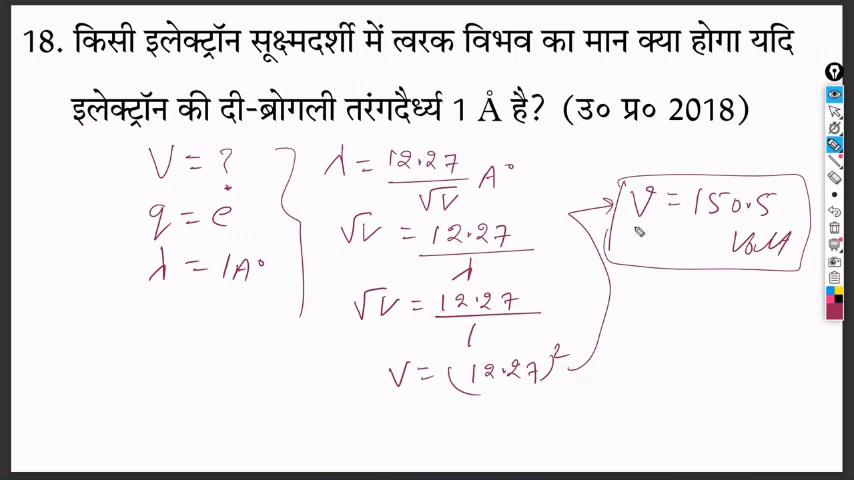 18. किसी इलेक्ट्रॉन सूक्ष्मदर्शी में त्वरक विभव का मान क्या होगा यदि
इलेक्ट्रॉन की दी-ब्रोगली तरंगदैर्ध्य 1 Å है? (उ० प्र० 2018)
V = ?
q = e
λ = 1A°
λ = 12.27 / √V A°
√V = 12.27 / λ
√V = 12.27 / 1
V = (12.27)²
V = 150.5
Volt